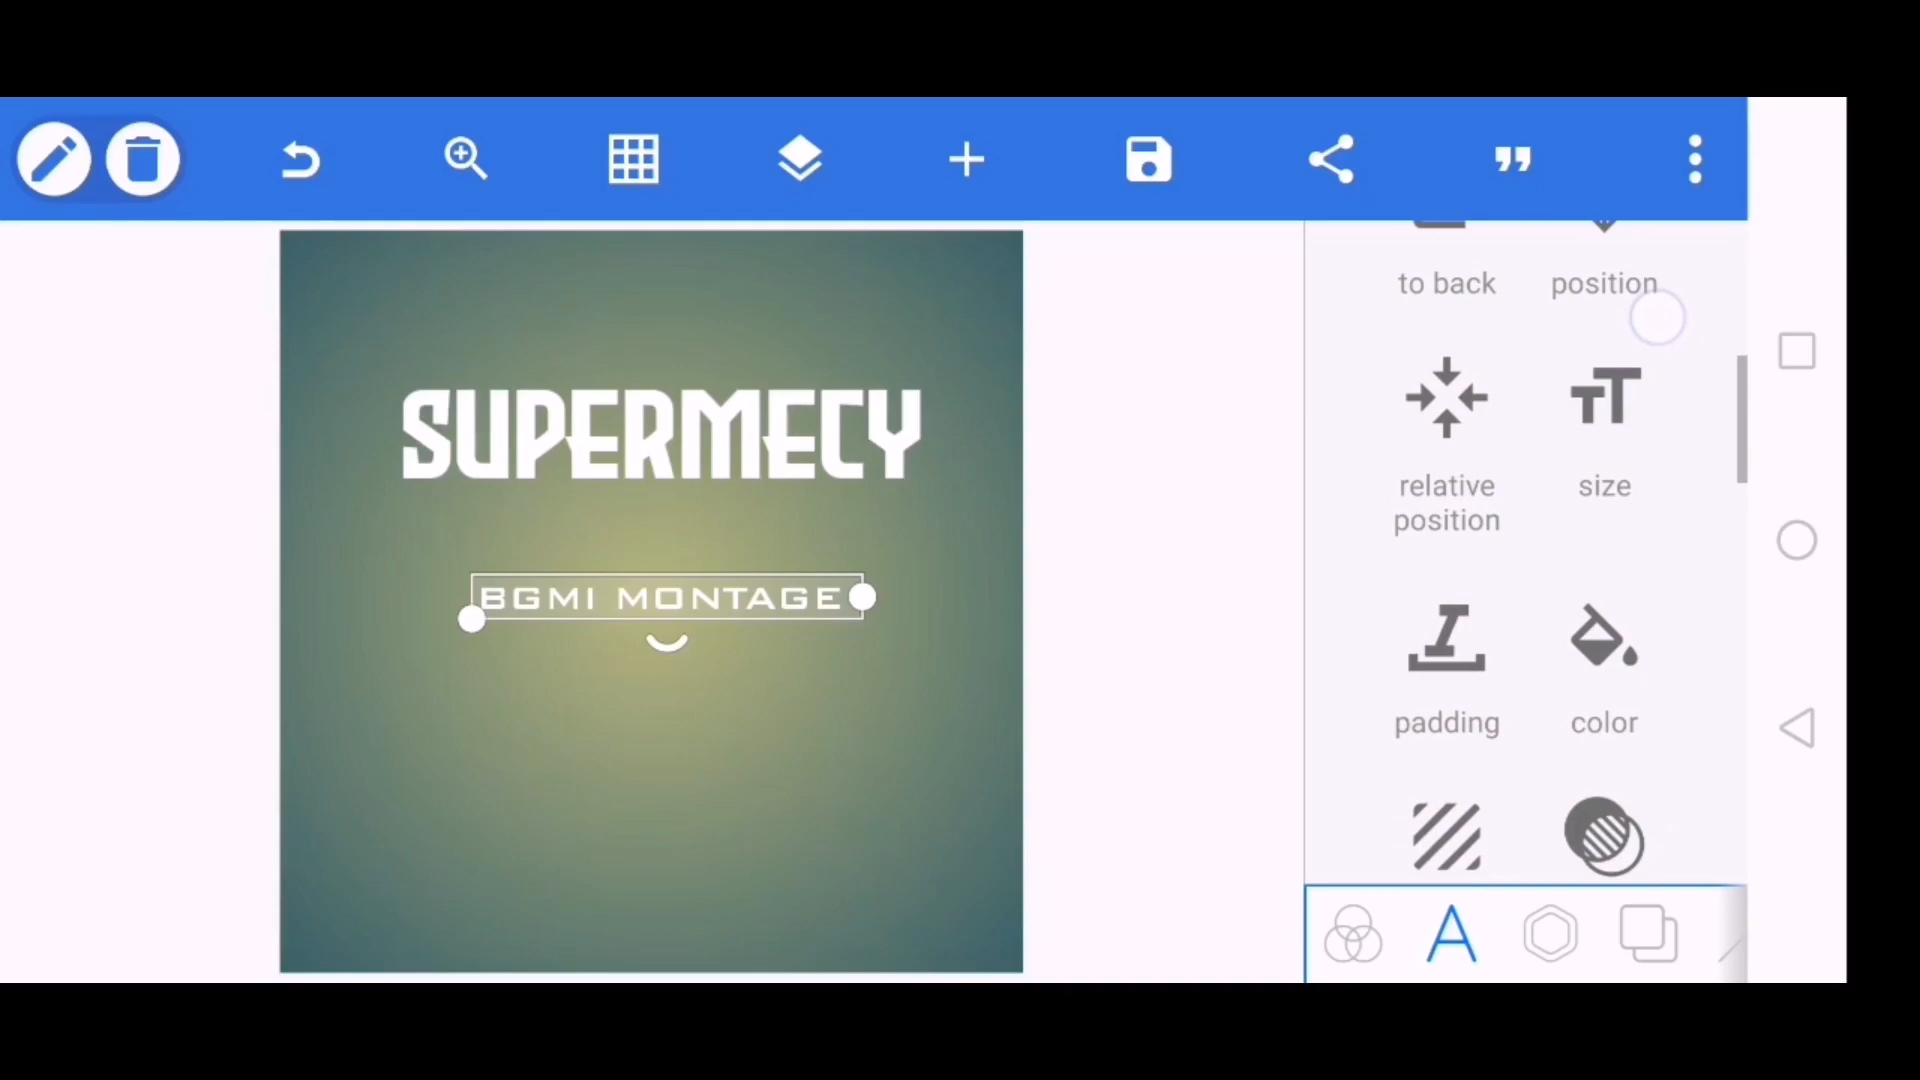 to back position
SUPERMECY
relative position size
BGMI MONTAGE
padding color